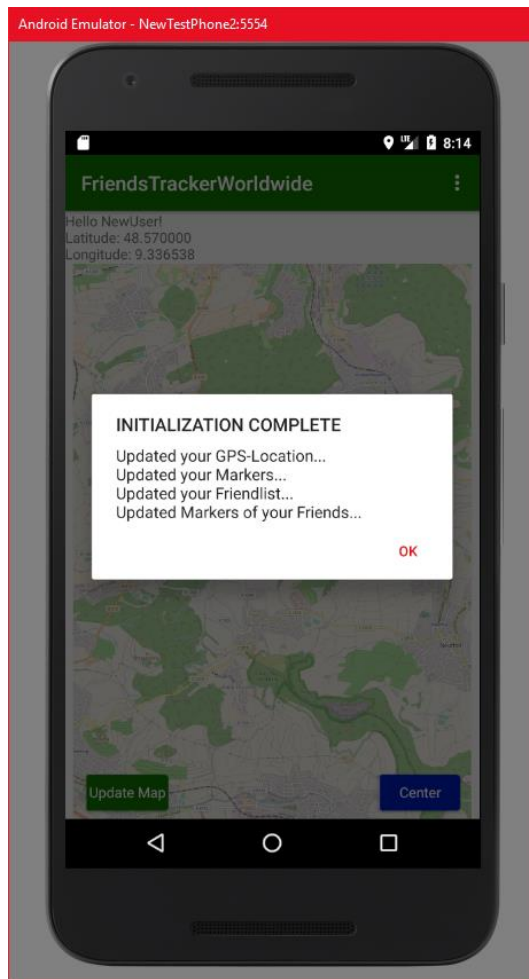 Android Emulator - NewTestPhone2:5554
LTE 8:14
FriendsTrackerWorldwide
Hello NewUser!
Latitude: 48.570000
Longitude: 9.336538
INITIALIZATION COMPLETE
Updated your GPS-Location...
Updated your Markers...
Updated your Friendlist...
Updated Markers of your Friends...
OK
Update Map
Center